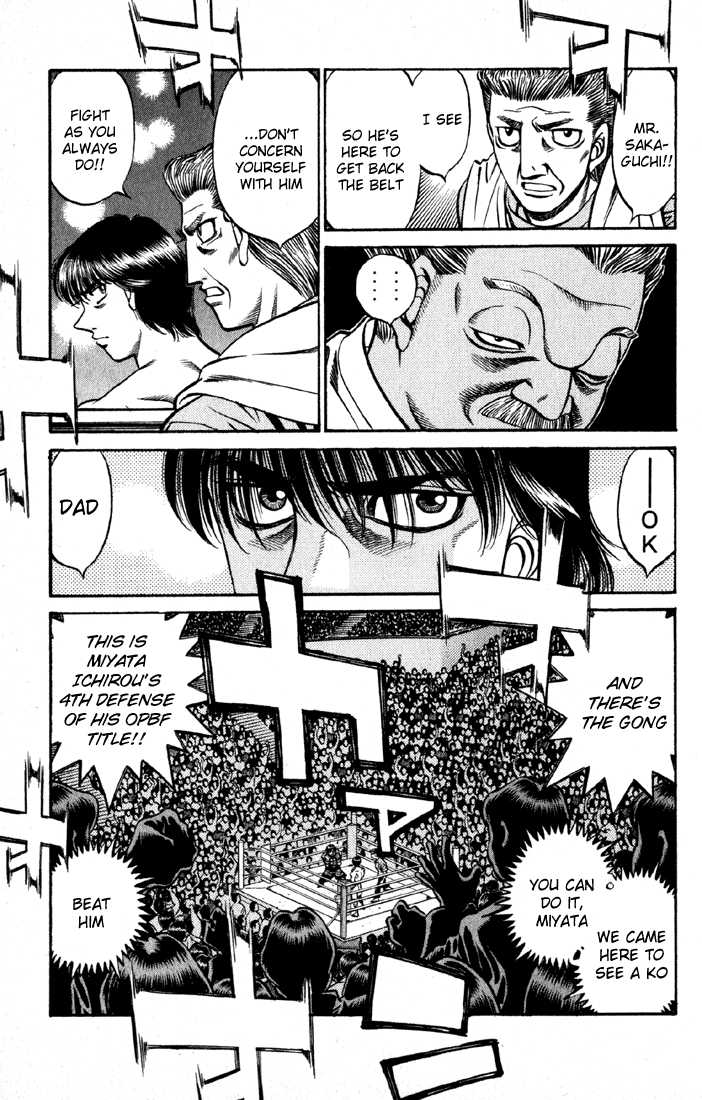 MR.
SAKA-
GUCHI!!
I SEE
SO HE'S
HERE TO
GET BACK
THE BELT
...DON'T
CONCERN
YOURSELF
WITH HIM
FIGHT
AS YOU
ALWAYS
DO!!
......
—OK
DAD
AND
THERE'S
THE GONG
THIS IS
MIYATA
ICHIROU'S
4TH DEFENSE
OF HIS OPBF
TITLE!!
YOU CAN
DO IT,
MIYATA
WE CAME
HERE TO
SEE A KO
BEAT
HIM